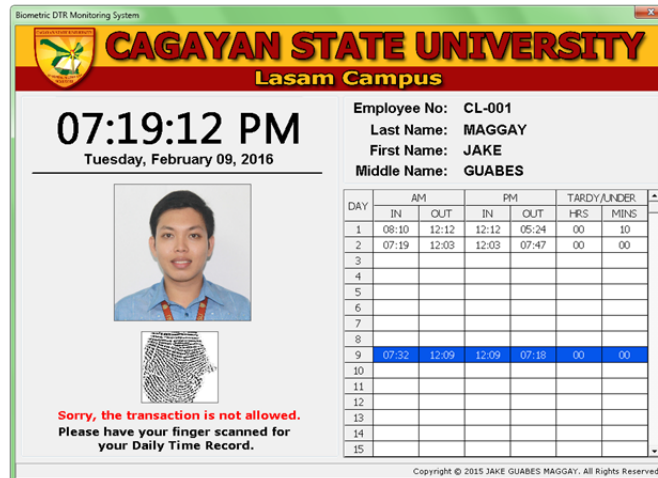 Biometric DTR Monitoring System
CAGAYAN STATE UNIVERSITY
Lasam Campus
07:19:12 PM
Tuesday, February 09, 2016
Sorry, the transaction is not allowed.
Please have your finger scanned for
your Daily Time Record.
Employee No: CL-001
Last Name: MAGGAY
First Name: JAKE
Middle Name: GUABES
DAY AM PM TARDY/UNDER
IN OUT IN OUT HRS MINS
1 08:10 12:12 12:12 05:24 00 10
2 07:19 12:03 12:03 07:47 00 00
3
4
5
6
7
8
9 07:32 12:09 12:09 07:18 00 00
10
11
12
13
14
15
Copyright © 2015 JAKE GUABES MAGGAY. All Rights Reserved